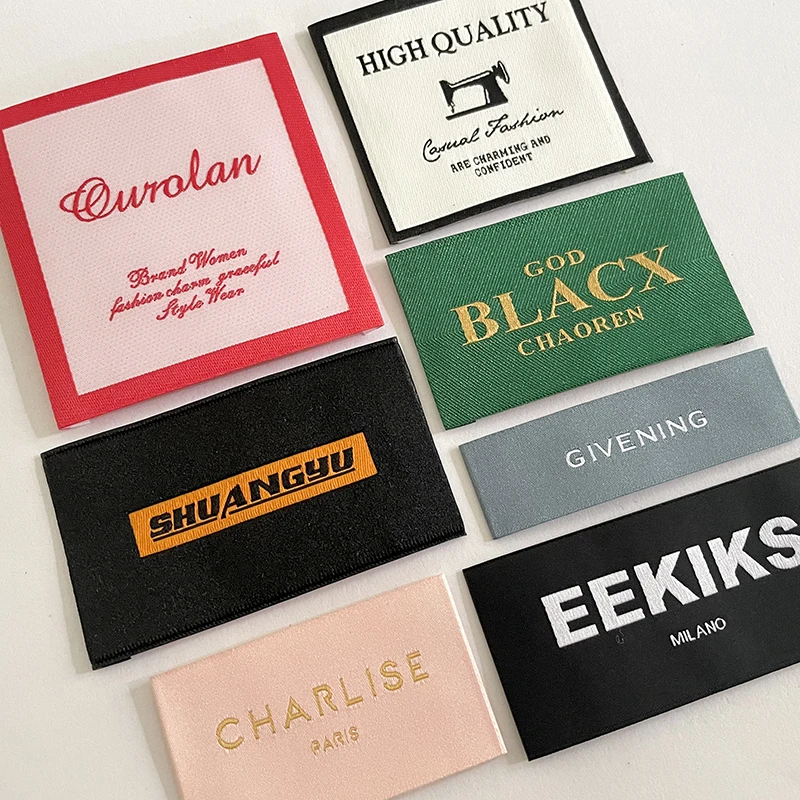 Ourolan
Brand Women
fashion charm graceful
Style Wear
HIGH QUALITY
Casual Fashion
ARE CHARMING AND
CONFIDENT
GOD
BLACX
CHAOREN
SHUANGYU
GIVENING
EEKIKS
MILANO
CHARLISE
PARIS